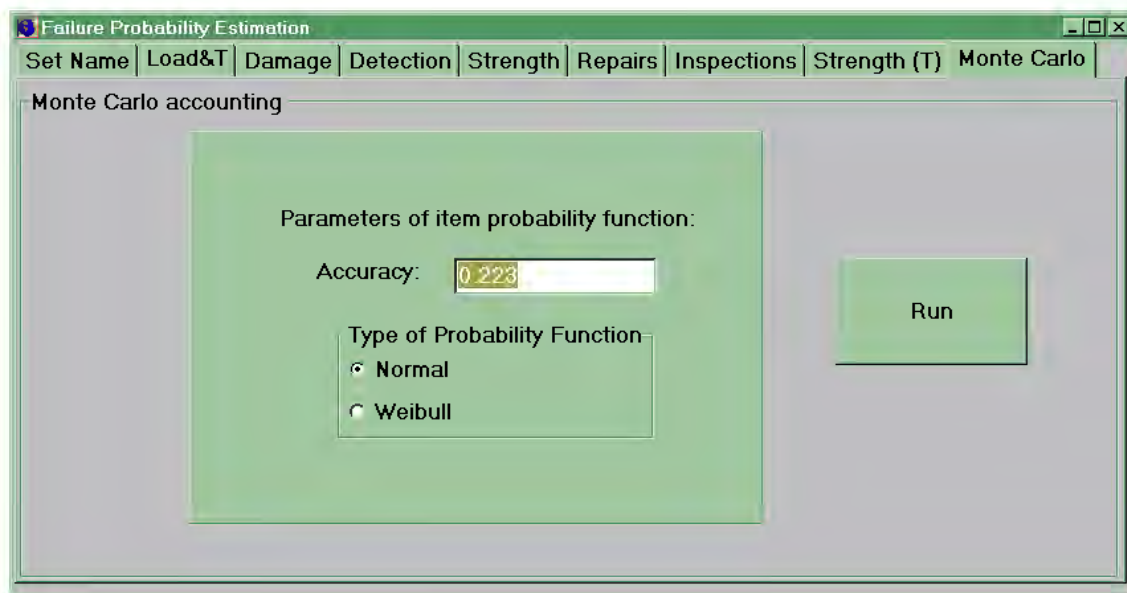 Failure Probability Estimation
Set Name Load&T Damage Detection Strength Repairs Inspections Strength (T) Monte Carlo
Monte Carlo accounting
Parameters of item probability function:
Accuracy: 0.223
Type of Probability Function
Normal
Weibull
Run